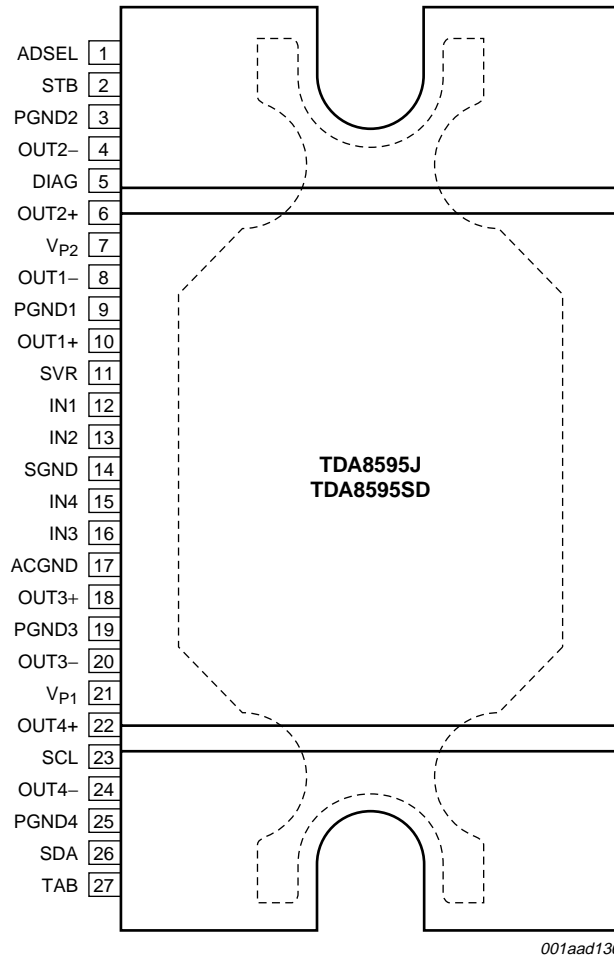 ADSEL 1
STB 2
PGND2 3
OUT2− 4
DIAG 5
OUT2+ 6
VP2 7
OUT1− 8
PGND1 9
OUT1+ 10
SVR 11
IN1 12
IN2 13
SGND 14
IN4 15
IN3 16
ACGND 17
OUT3+ 18
PGND3 19
OUT3− 20
VP1 21
OUT4+ 22
SCL 23
OUT4− 24
PGND4 25
SDA 26
TAB 27
TDA8595J
TDA8595SD
001aad130